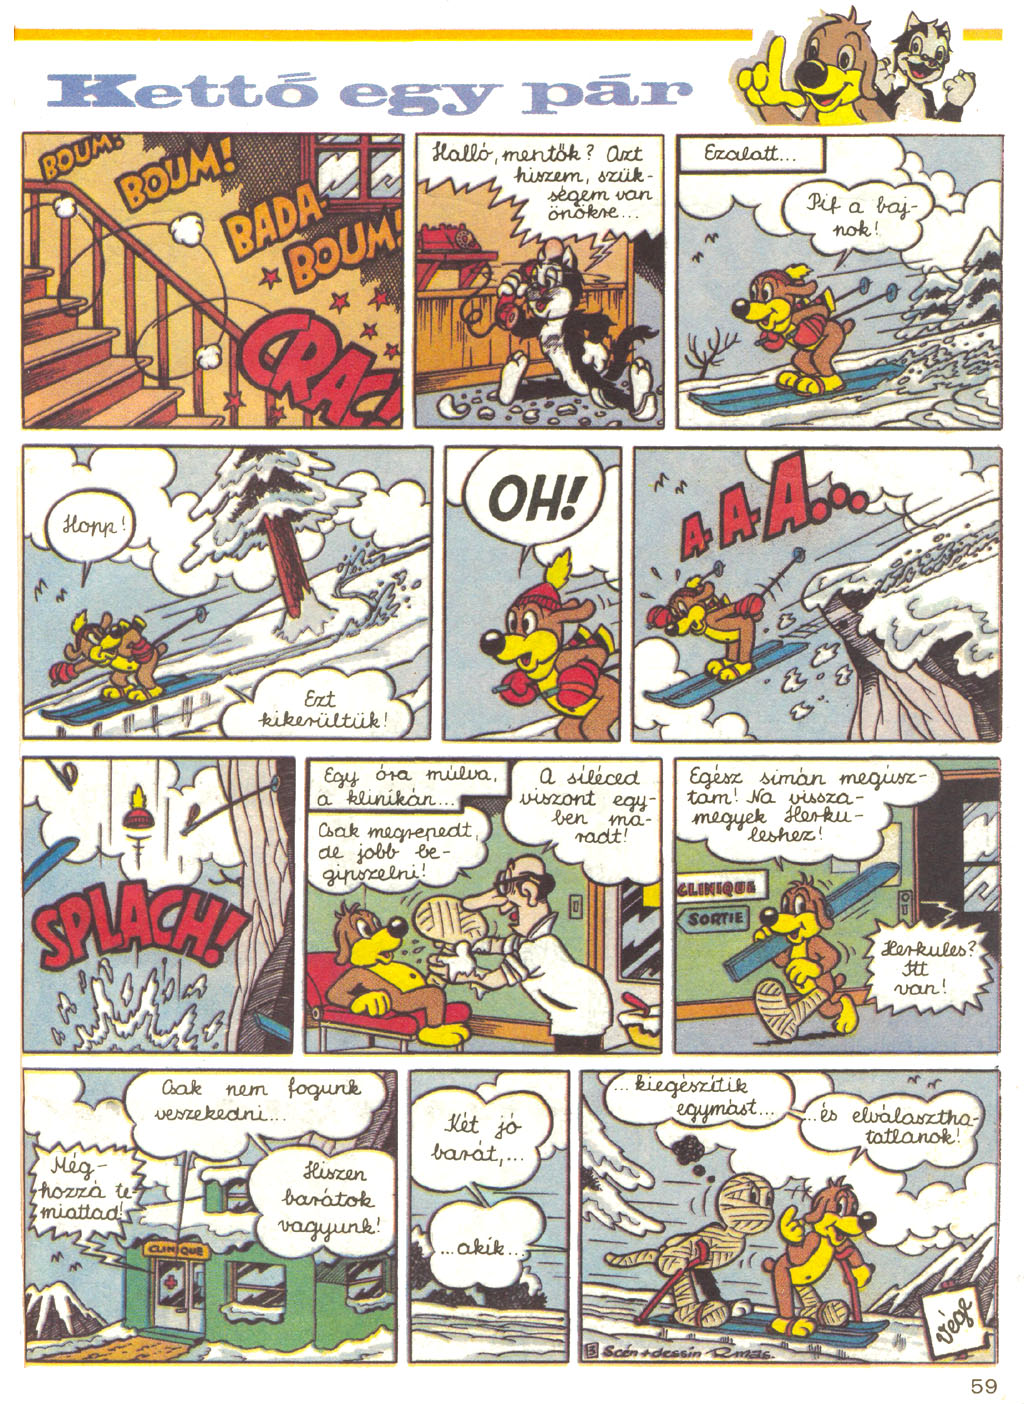 Kettő egy pár
BOUM!
BOUM!
BADA-
BOUM!
CRAC!
Halló, mentők? Azt
hiszem, szük-
ségem van
önökre...
Ezalatt...
Pif a baj-
nok!
Hopp!
Ezt
kikerültük!
OH!
A-A-A...
SPLACH!
Egy óra múlva,
a klinikán...
Csak megrepedt,
de jobb be-
gipszelni!
A síléced
viszont egy-
ben ma-
radt!
Egész simán megúsz-
tam! Na vissza-
megyek Herku-
leshez!
CLINIQUE
SORTIE
Herkules?
Itt
van!
Csak nem fogunk
veszekedni...
Még-
hozzá te-
miattad!
Hiszen
barátok
vagyunk!
CLINIQUE
Két jó
barát,...
...akik...
...kiegészítik
egymást...
...és elválasztha-
tatlanok!
Vége
Scén + dessin Rmas.
59